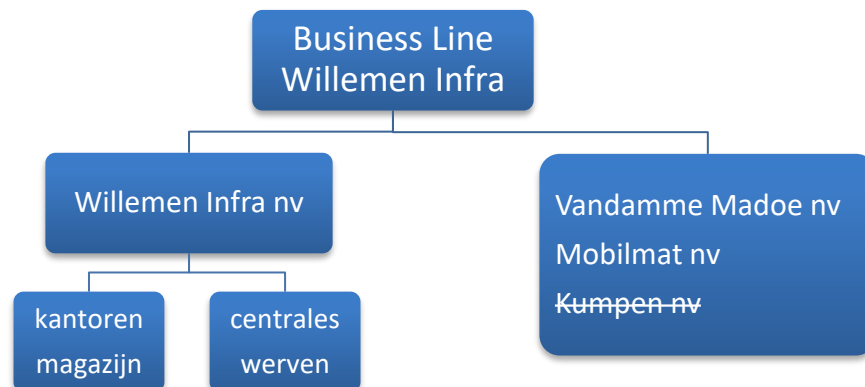 Business Line
Willemen Infra
Willemen Infra nv
Vandamme Madoe nv
Mobilmat nv
Kumpen nv
kantoren
magazijn
centrales
werven